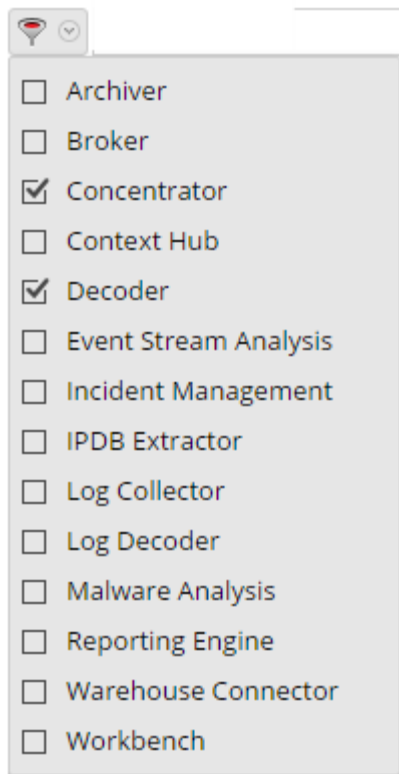 Archiver
Broker
Concentrator
Context Hub
Decoder
Event Stream Analysis
Incident Management
IPDB Extractor
Log Collector
Log Decoder
Malware Analysis
Reporting Engine
Warehouse Connector
Workbench